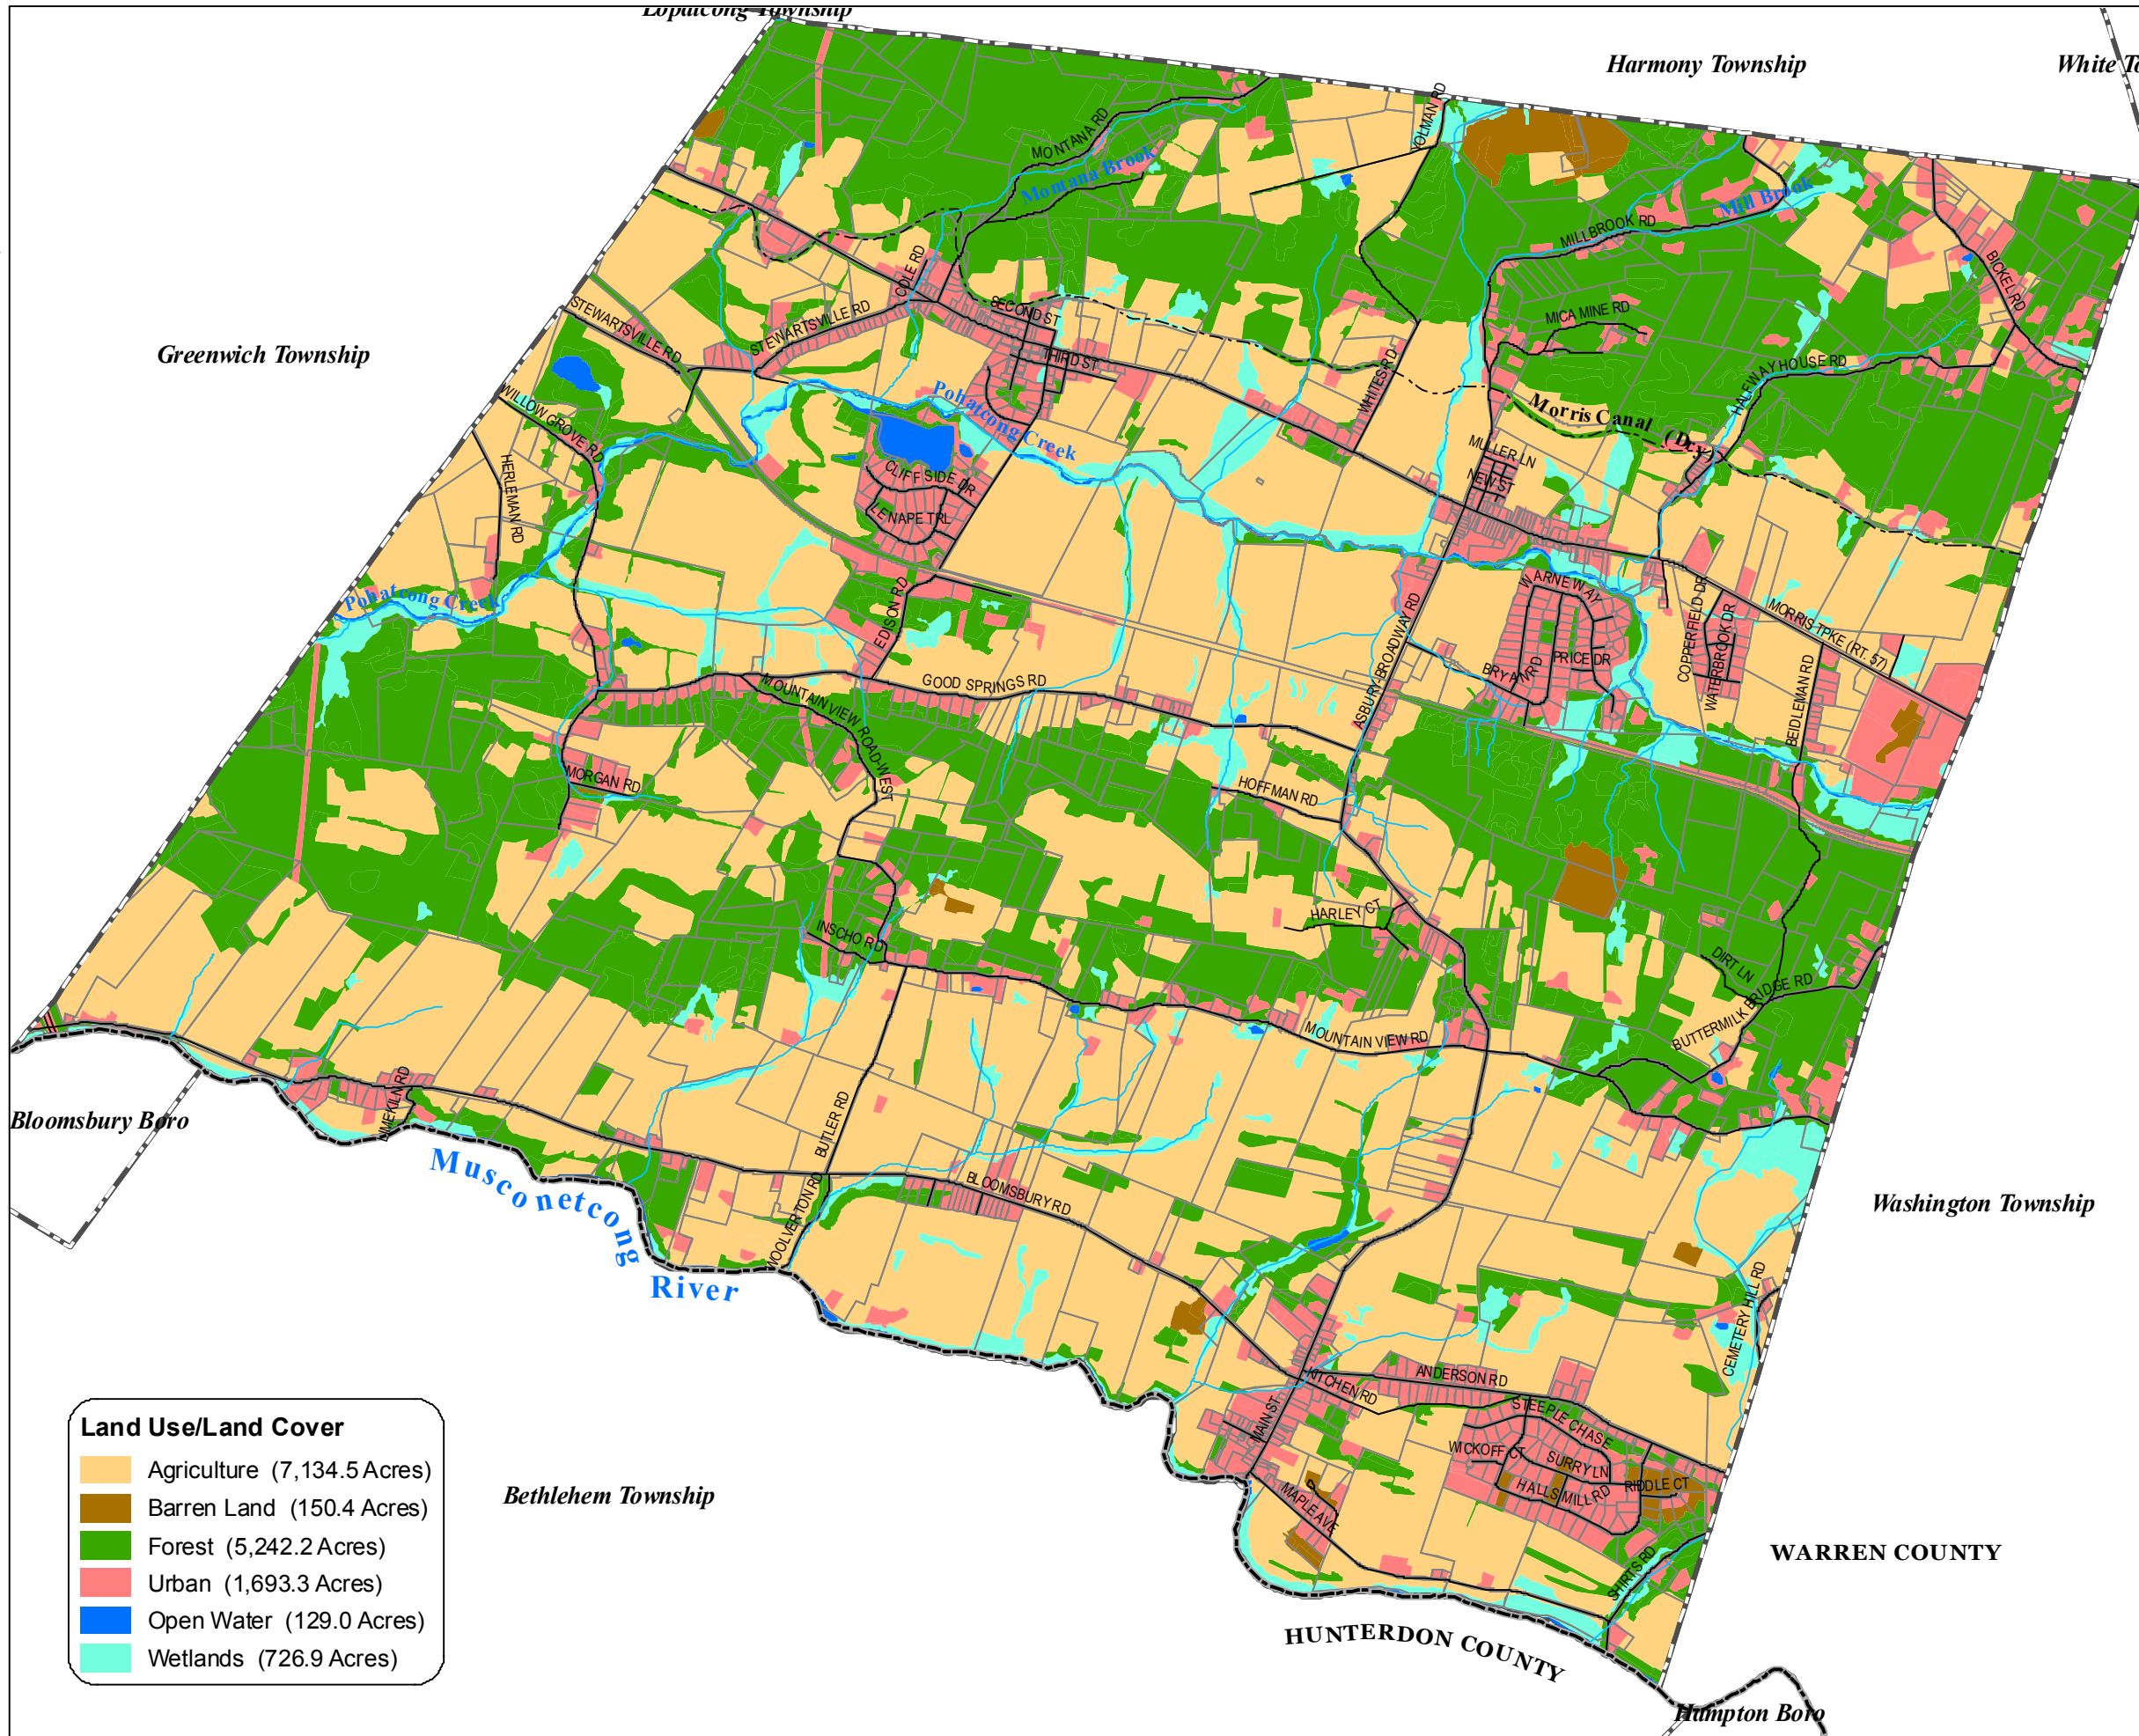 Lopatcong Township
Harmony Township
White To
MONTANA RD
Montana Brook
MILLBROOK RD
Mill Brook
BICKEL RD
COLE RD
SECOND ST
THIRD ST
STEWARTSVILLE RD
STEWARTSVILLE RD
MICA MINE RD
HALFWAY HOUSE RD
WHITES RD
Greenwich Township
WILLOW GROVE RD
HERLEMAN RD
Pohatcong Creek
Morris Canal (Dry)
MULLER LN
NEW ST
CLIFF SIDE DR
LENAPE TRL
Pohatcong Creek
EDISON RD
WARNE WAY
COPPERFIELD DR
WATERBROOK DR
MORRIS TPKE (RT. 57)
ASBURY-BROADWAY RD
BRYAN RD
PRICE DR
BEIDLEMAN RD
GOOD SPRINGS RD
MOUNTAIN VIEW ROAD-WEST
MORGAN RD
HOFFMAN RD
HARLEY CT
INSCHO RD
DIRT LN
BUTTERMILK BRIDGE RD
MOUNTAIN VIEW RD
Bloomsbury Boro
LIMEKILN RD
BUTLER RD
Musconetcong
River
WOOLVERTON RD
BLOOMSBURY RD
Washington Township
CEMETERY HILL RD
KITCHEN RD
ANDERSON RD
MAIN ST
STEEPLE CHASE
WICKOFF CT
SURRY LN
HALLS MILL RD
RIDDLE CT
MAPLE AVE
SHIRTS RD
Bethlehem Township
WARREN COUNTY
HUNTERDON COUNTY
Hampton Boro
Land Use/Land Cover
Agriculture (7,134.5 Acres)
Barren Land (150.4 Acres)
Forest (5,242.2 Acres)
Urban (1,693.3 Acres)
Open Water (129.0 Acres)
Wetlands (726.9 Acres)